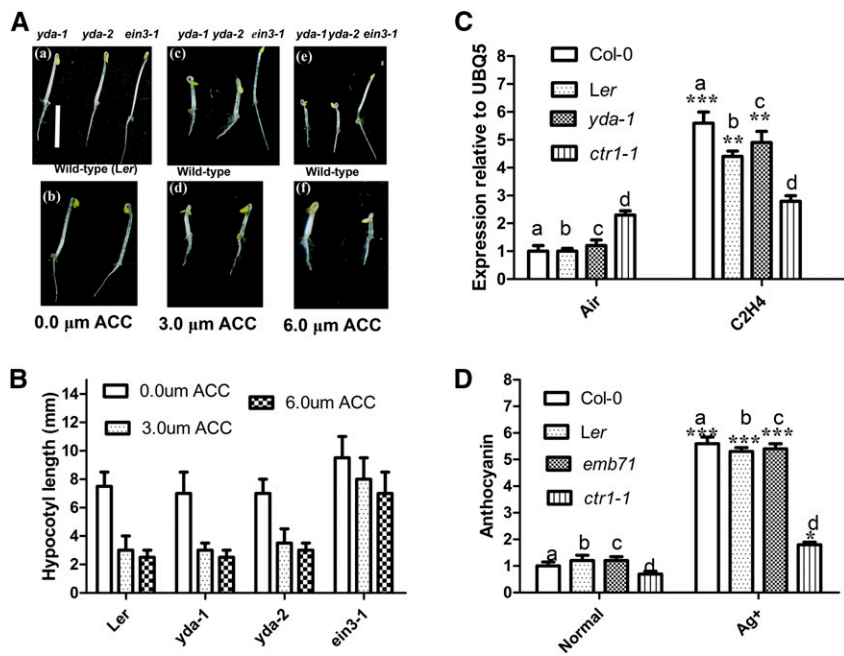 A
yda-1 yda-2 ein3-1 yda-1 yda-2 ein3-1 yda-1 yda-2 ein3-1
(a) (c) (e)
Wild-type (Ler) Wild-type Wild-type
(b) (d) (f)
0.0 μm ACC 3.0 μm ACC 6.0 μm ACC
B
Hypocotyl length (mm)
14
12
10
8
6
4
2
0
0.0um ACC
3.0um ACC
6.0um ACC
Ler yda-1 yda-2 ein3-1
C
Expression relative to UBQ5
8
7
6
5
4
3
2
1
0
Col-0
Ler
yda-1
ctr1-1
a b c d
a b c d
*** ** **
Air C2H4
D
Anthocyanin
8
7
6
5
4
3
2
1
0
Col-0
Ler
emb71
ctr1-1
a b c d
a b c d
*** *** *** *
Normal Ag+